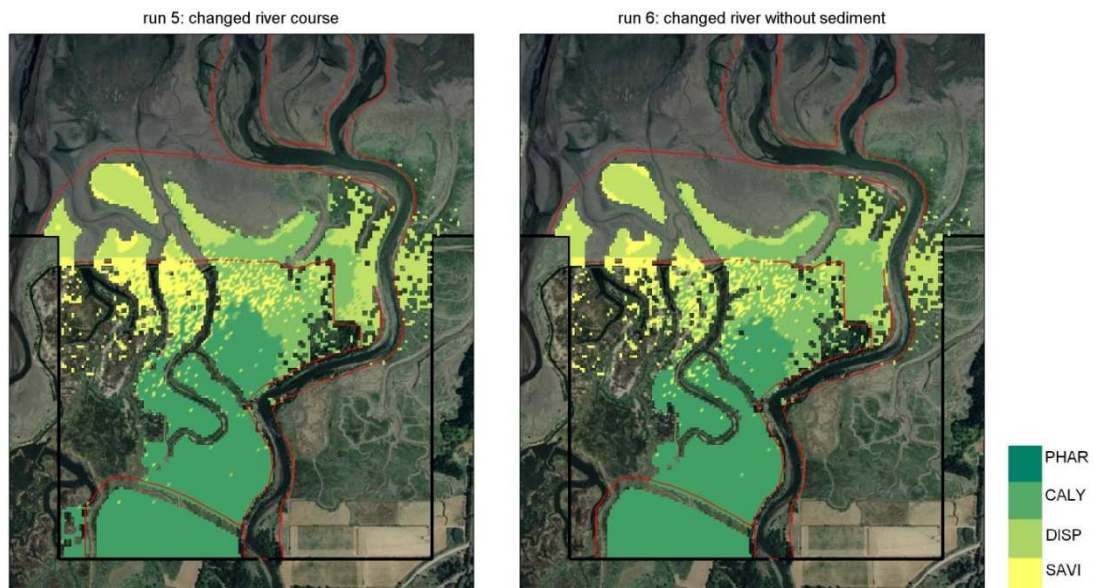 run 5: changed river course
run 6: changed river without sediment
PHAR
CALY
DISP
SAVI